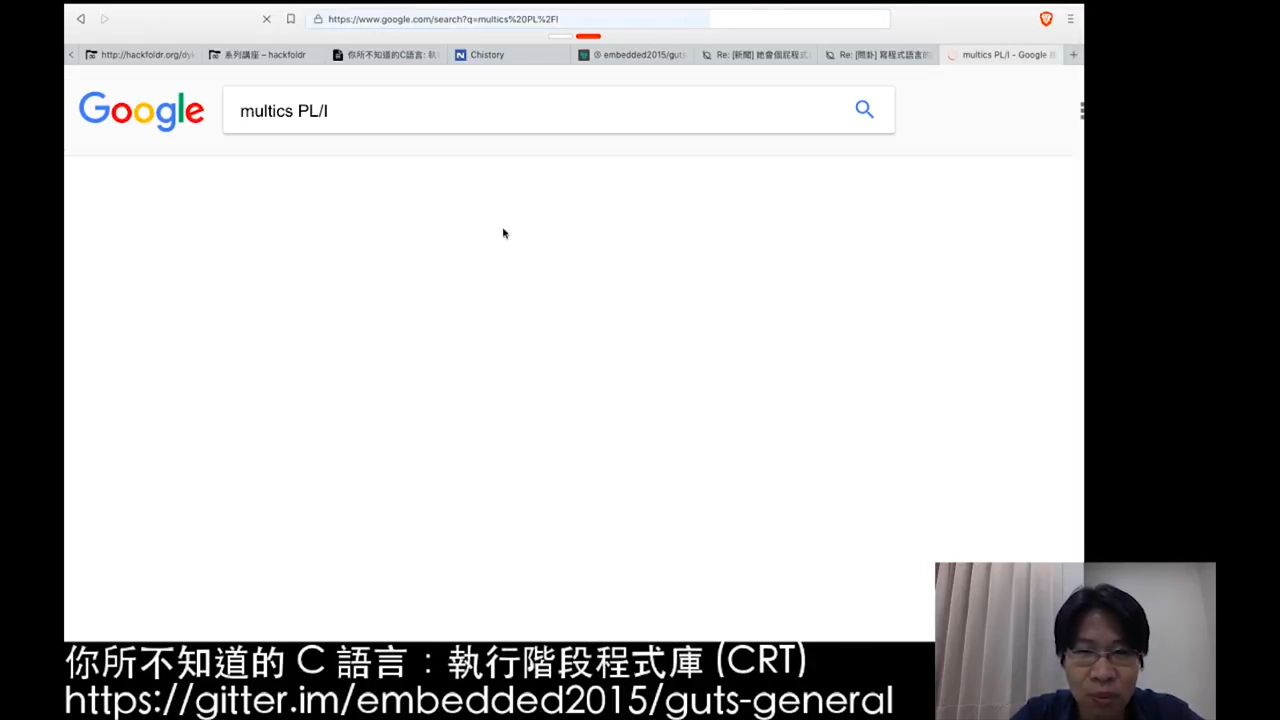 https://www.google.com/search?q=multics%20PL%2FI
http://hackfoldr.org/dy
系列講座 – hackfoldr
你所不知道的C語言: 執
Chistory
embedded2015/guts
Re: [新聞] 她會個屁程式
Re: [問卦] 寫程式語言的
multics PL/I - Google
Google
multics PL/I
你所不知道的 C 語言：執行階段程式庫 (CRT)
https://gitter.im/embedded2015/guts-general